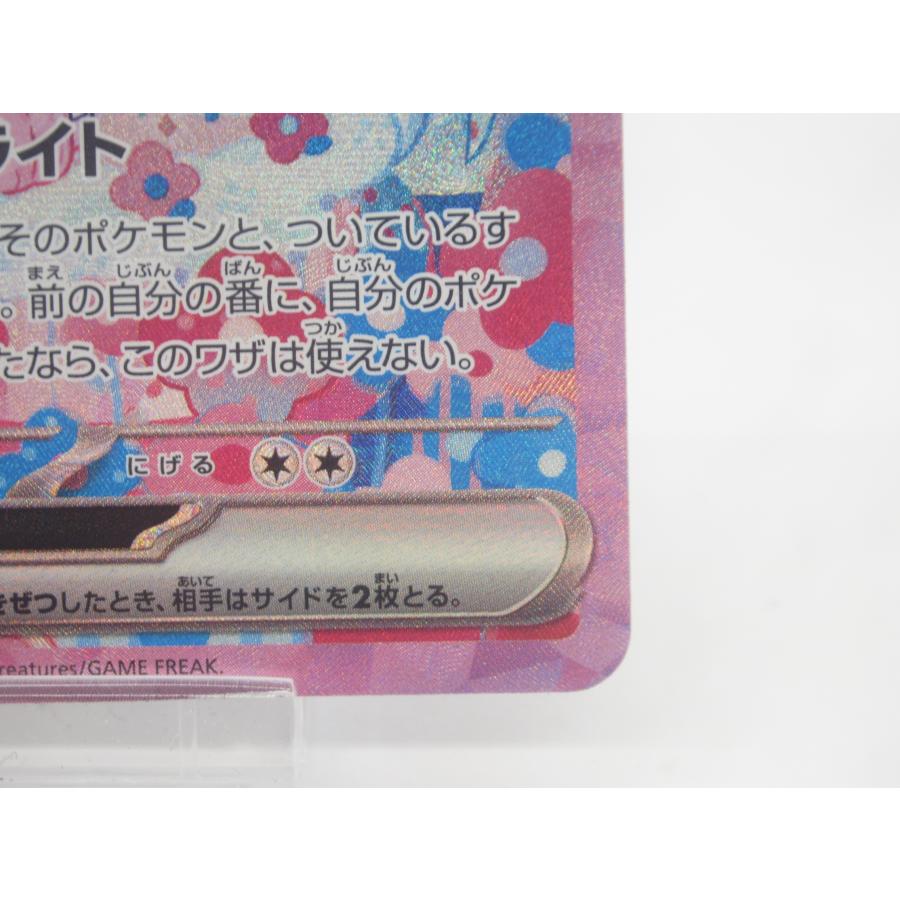 ライト
そのポケモンと、ついているす
。前の自分の番に、自分のポケ
たなら、このワザは使えない。
にげる
ぜつしたとき、相手はサイドを2枚とる。
reatures/GAME FREAK.